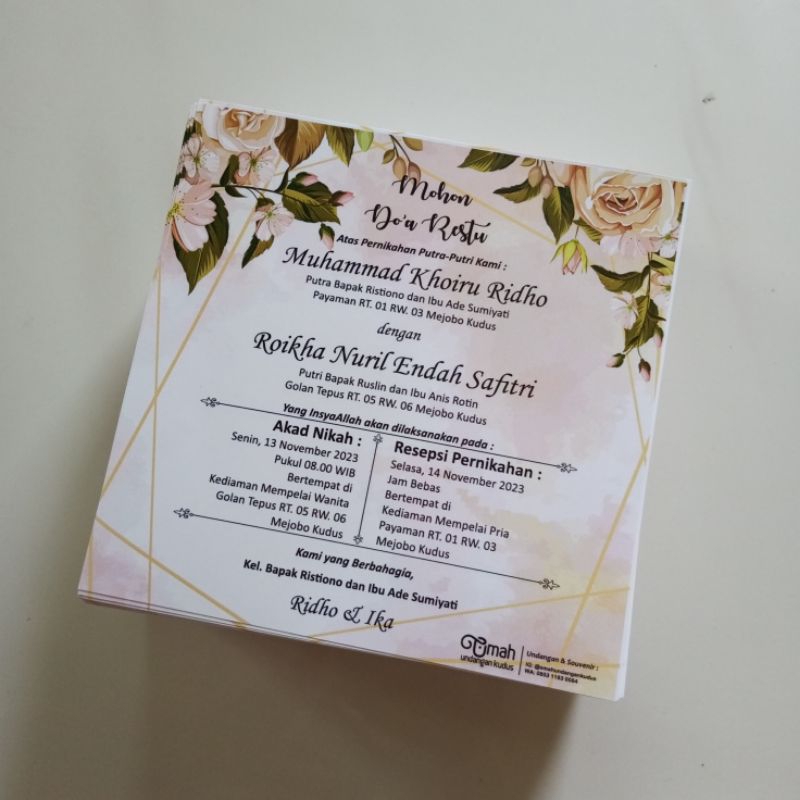 Mohon
Do'a Restu
Atas Pernikahan Putra-Putri Kami :
Muhammad Khoiru Ridho
Putra Bapak Ristiono dan Ibu Ade Sumiyati
Payaman RT. 01 RW. 03 Mejobo Kudus
dengan
Roikha Nuril Endah Safitri
Putri Bapak Ruslin dan Ibu Anis Rotin
Golan Tepus RT. 05 RW. 06 Mejobo Kudus
Yang InsyaAllah akan dilaksanakan pada :
Akad Nikah :
Senin, 13 November 2023
Pukul 08.00 WIB
Bertempat di
Kediaman Mempelai Wanita
Golan Tepus RT. 05 RW. 06
Mejobo Kudus
Resepsi Pernikahan :
Selasa, 14 November 2023
Jam Bebas
Bertempat di
Kediaman Mempelai Pria
Payaman RT. 01 RW. 03
Mejobo Kudus
Kami yang Berbahagia,
Kel. Bapak Ristiono dan Ibu Ade Sumiyati
Ridho & Ika
Omah
undangan kudus
Undangan & Souvenir :
IG: @omahundangankudus
WA: